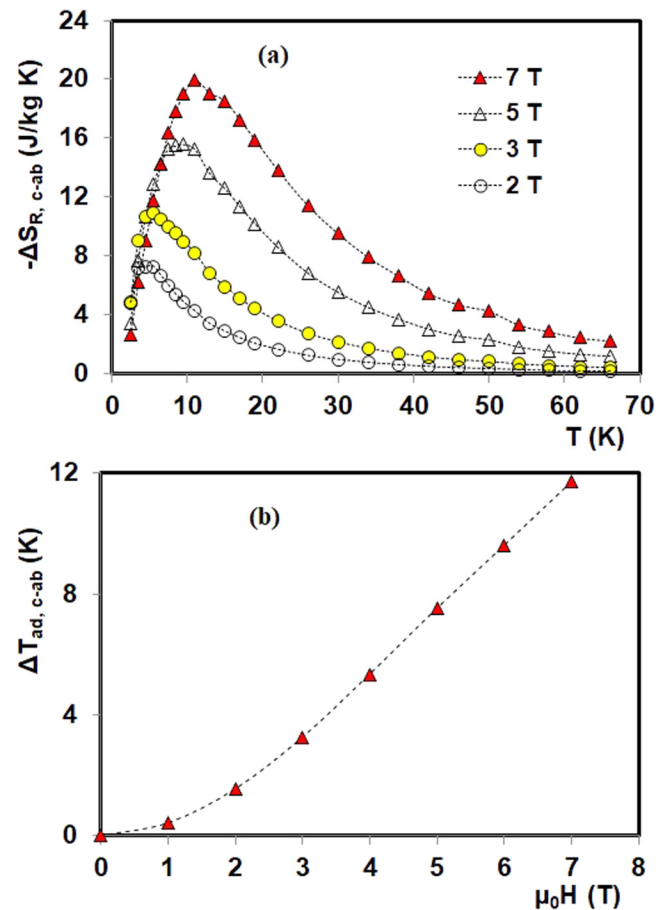 24
20
16
12
8
4
0
-ΔS_R, c-ab (J/kg K)
(a)
7 T
5 T
3 T
2 T
0 10 20 30 40 50 60 70
T (K)
12
8
4
0
ΔT_ad, c-ab (K)
(b)
0 1 2 3 4 5 6 7 8
μ₀H (T)